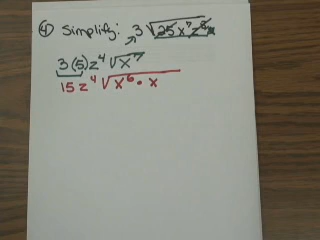 ④ Simplify: 3√25x⁷z⁸
3(5)z⁴√x⁷
15z⁴√x⁶·x